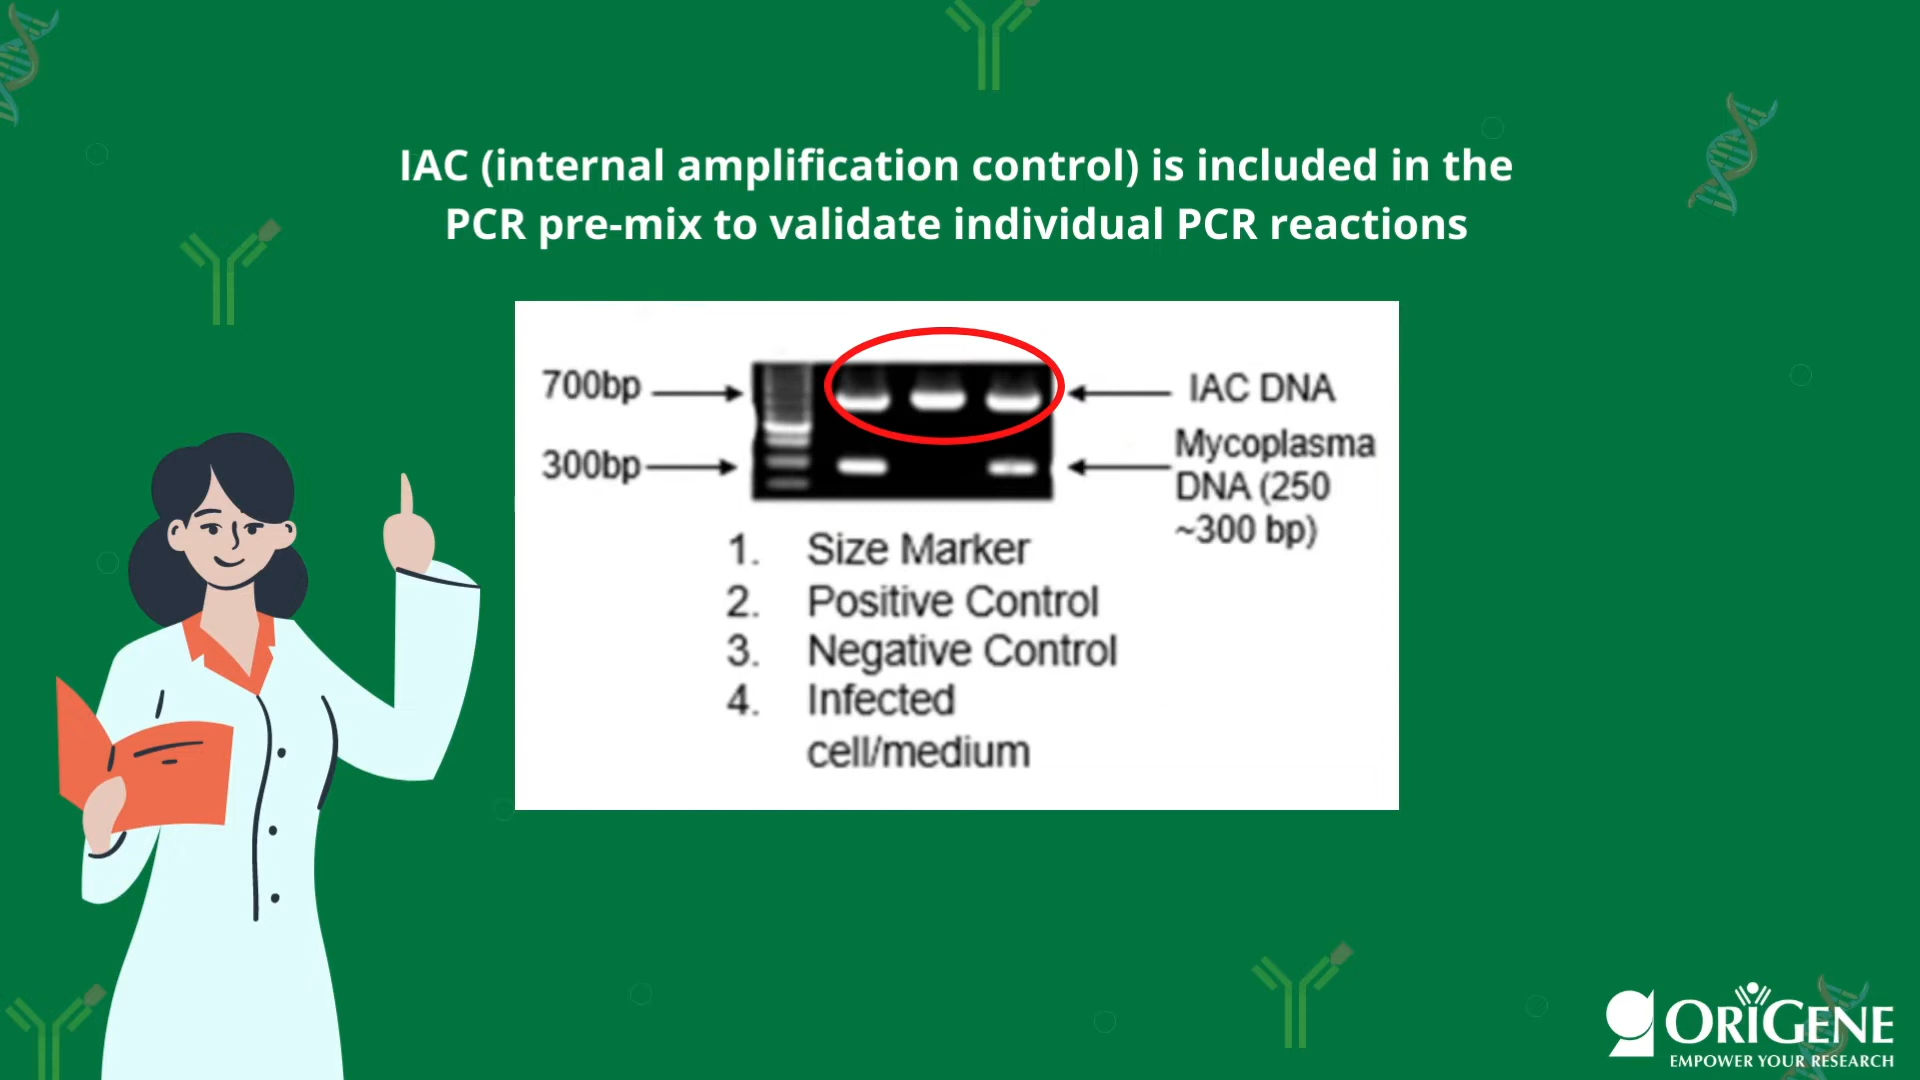 IAC (internal amplification control) is included in the
PCR pre-mix to validate individual PCR reactions
700bp
IAC DNA
300bp
Mycoplasma
DNA (250
~300 bp)
1. Size Marker
2. Positive Control
3. Negative Control
4. Infected
cell/medium
ORIGENE
EMPOWER YOUR RESEARCH